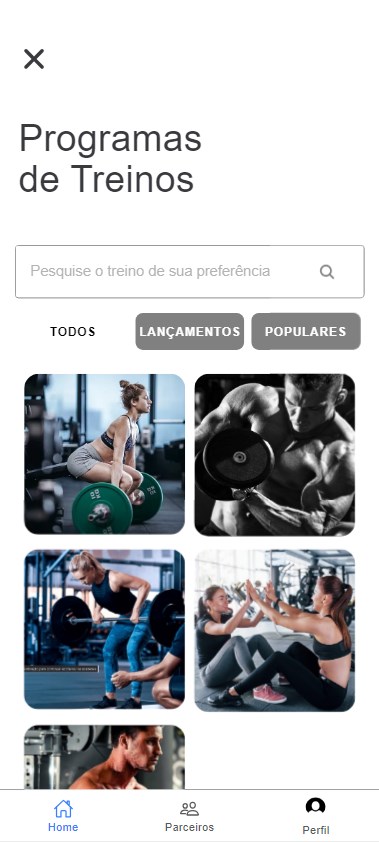 Programas
de Treinos
Pesquise o treino de sua preferência
TODOS
LANÇAMENTOS
POPULARES
Home
Parceiros
Perfil